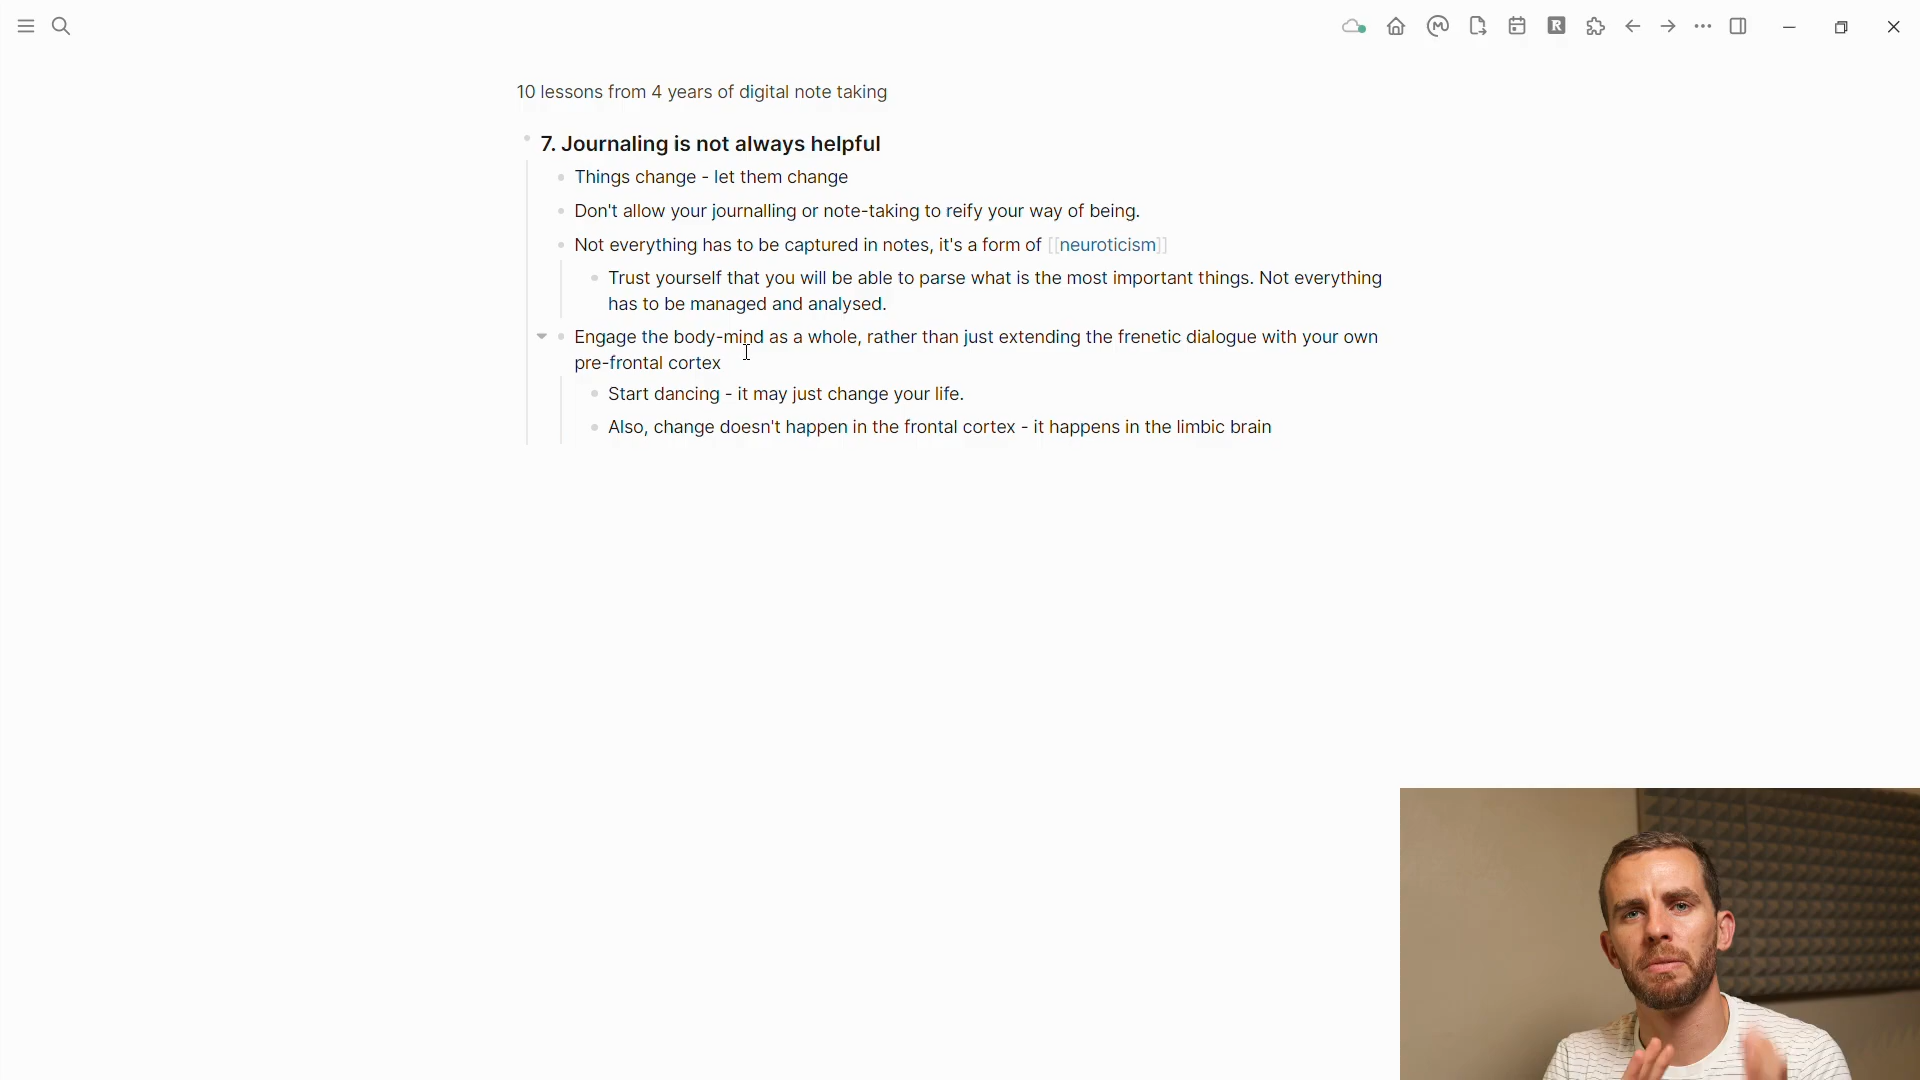 10 lessons from 4 years of digital note taking
7. Journaling is not always helpful
Things change - let them change
Don't allow your journalling or note-taking to reify your way of being.
Not everything has to be captured in notes, it's a form of [[neuroticism]]
Trust yourself that you will be able to parse what is the most important things. Not everything
has to be managed and analysed.
Engage the body-mind as a whole, rather than just extending the frenetic dialogue with your own
pre-frontal cortex
Start dancing - it may just change your life.
Also, change doesn't happen in the frontal cortex - it happens in the limbic brain